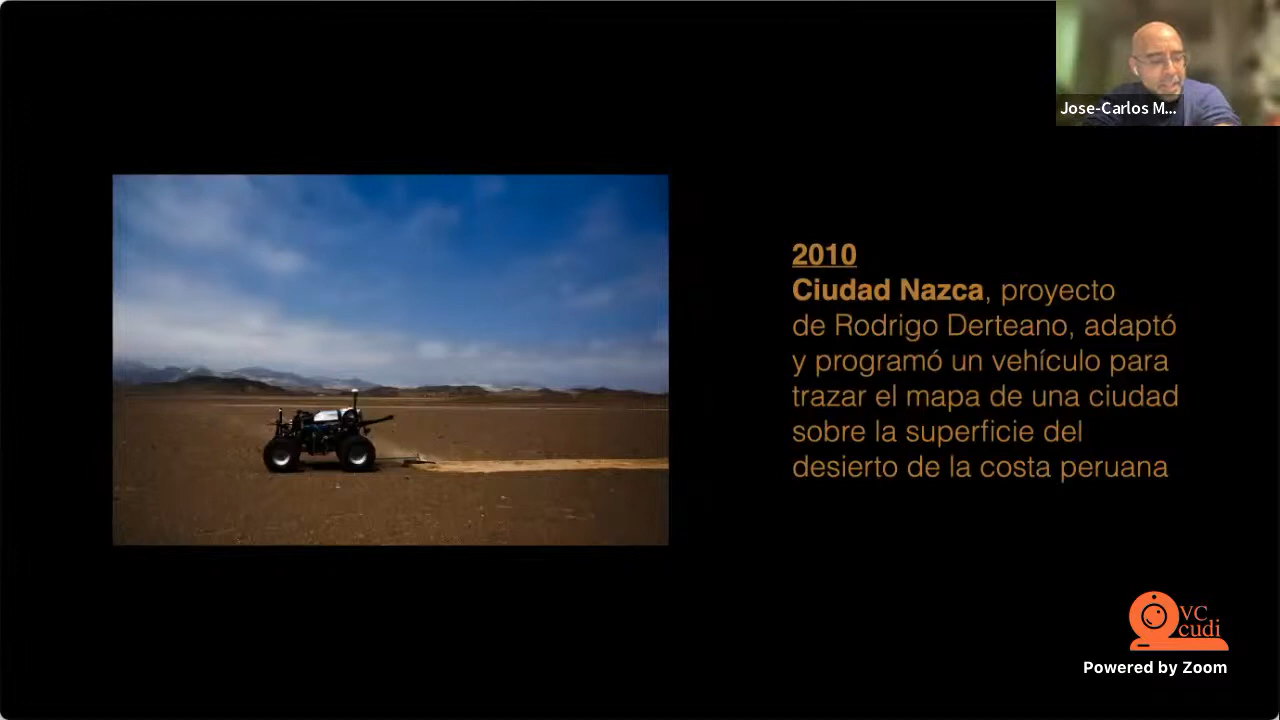 Jose-Carlos M...
2010
Ciudad Nazca, proyecto
de Rodrigo Derteano, adaptó
y programó un vehículo para
trazar el mapa de una ciudad
sobre la superficie del
desierto de la costa peruana
VC
cudi
Powered by Zoom